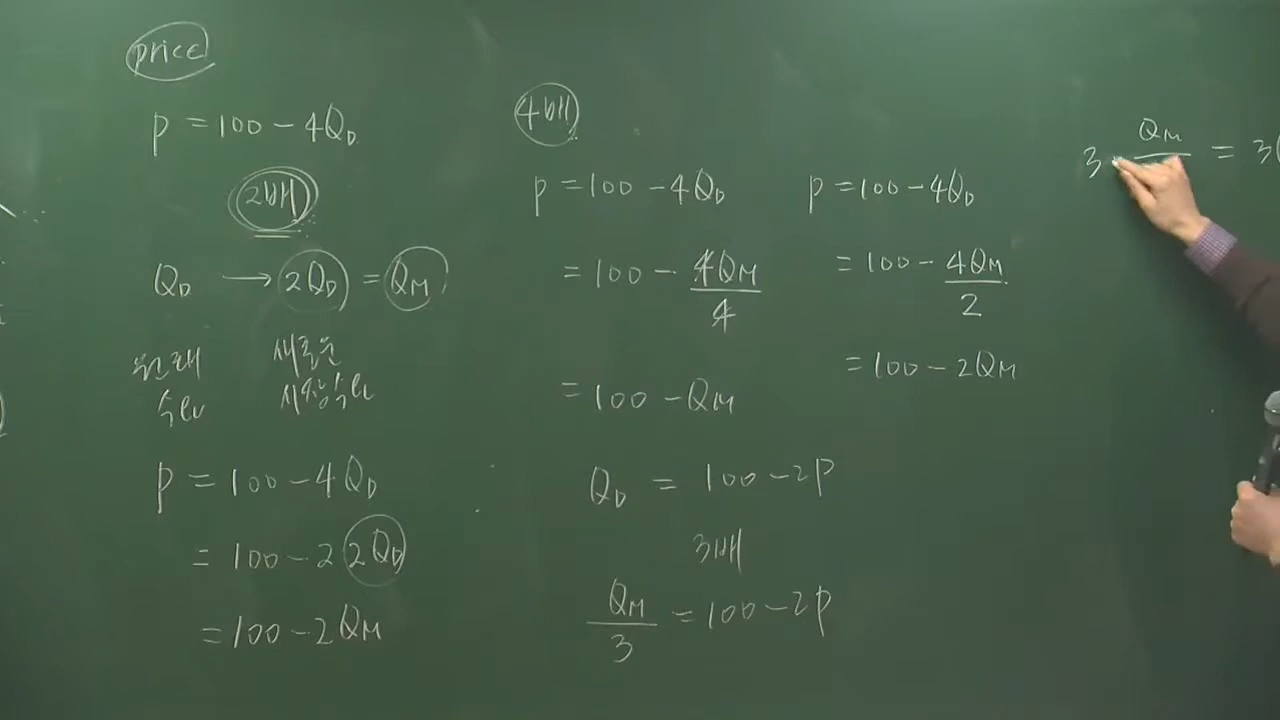 price
P = 100 - 4Q_D
2배
Q_D → 2Q_D = Q_M
원래 새로운
수요 시장수요
P = 100 - 4Q_D
= 100 - 2 2Q_D
= 100 - 2Q_M
4배
P = 100 - 4Q_D
= 100 - 4Q_M/4
= 100 - Q_M
Q_D = 100 - 2P
3배
Q_M/3 = 100 - 2P
P = 100 - 4Q_D
= 100 - 4Q_M/2
= 100 - 2Q_M
3 · Q_M = 3(